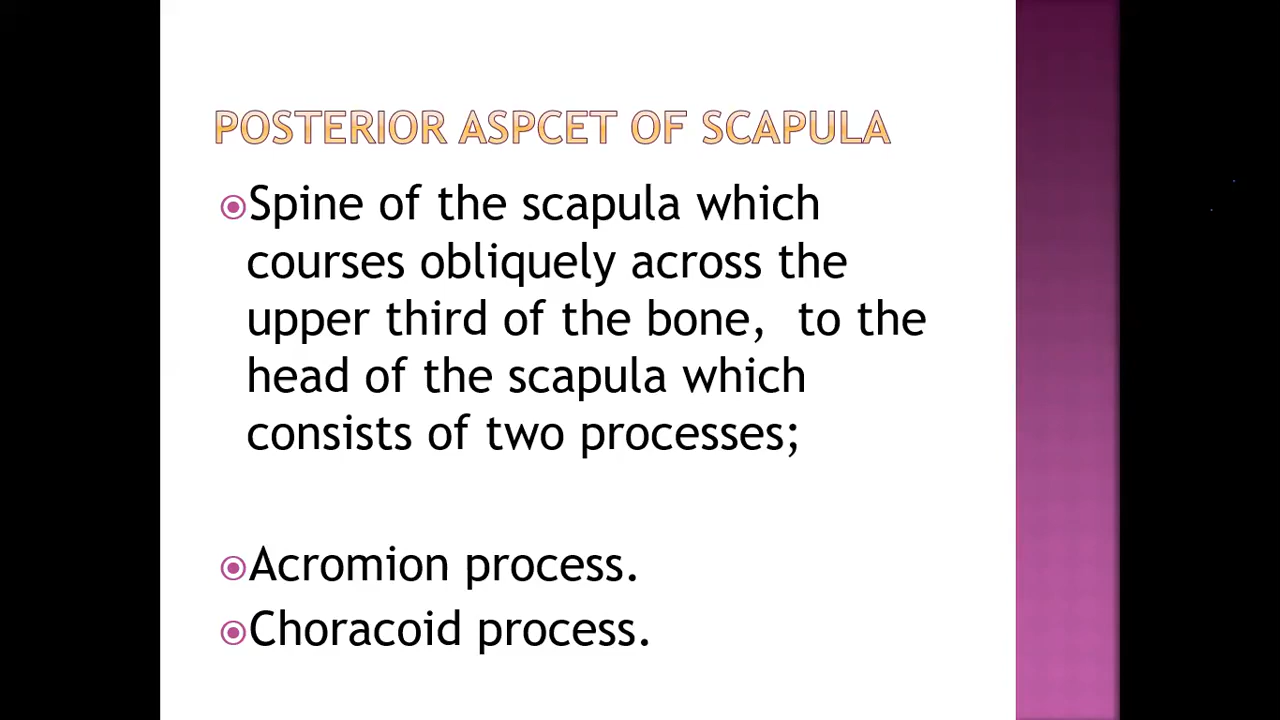 POSTERIOR ASPCET OF SCAPULA
Spine of the scapula which
courses obliquely across the
upper third of the bone, to the
head of the scapula which
consists of two processes;
Acromion process.
Choracoid process.